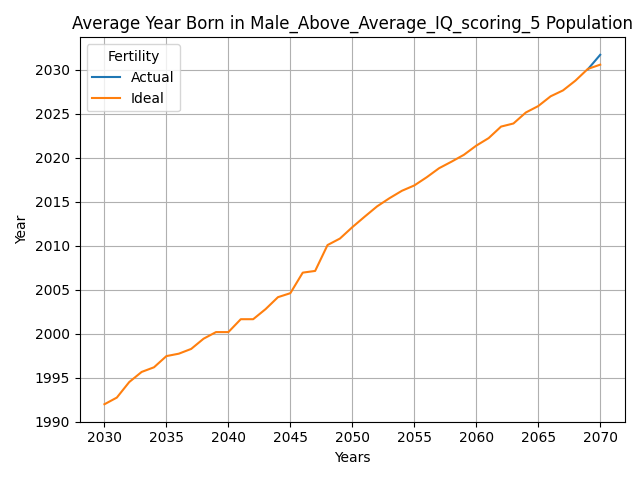 Average Year Born in Male_Above_Average_IQ_scoring_5 Population
Fertility
Actual
Ideal
Year
2030
2025
2020
2015
2010
2005
2000
1995
1990
2030 2035 2040 2045 2050 2055 2060 2065 2070
Years